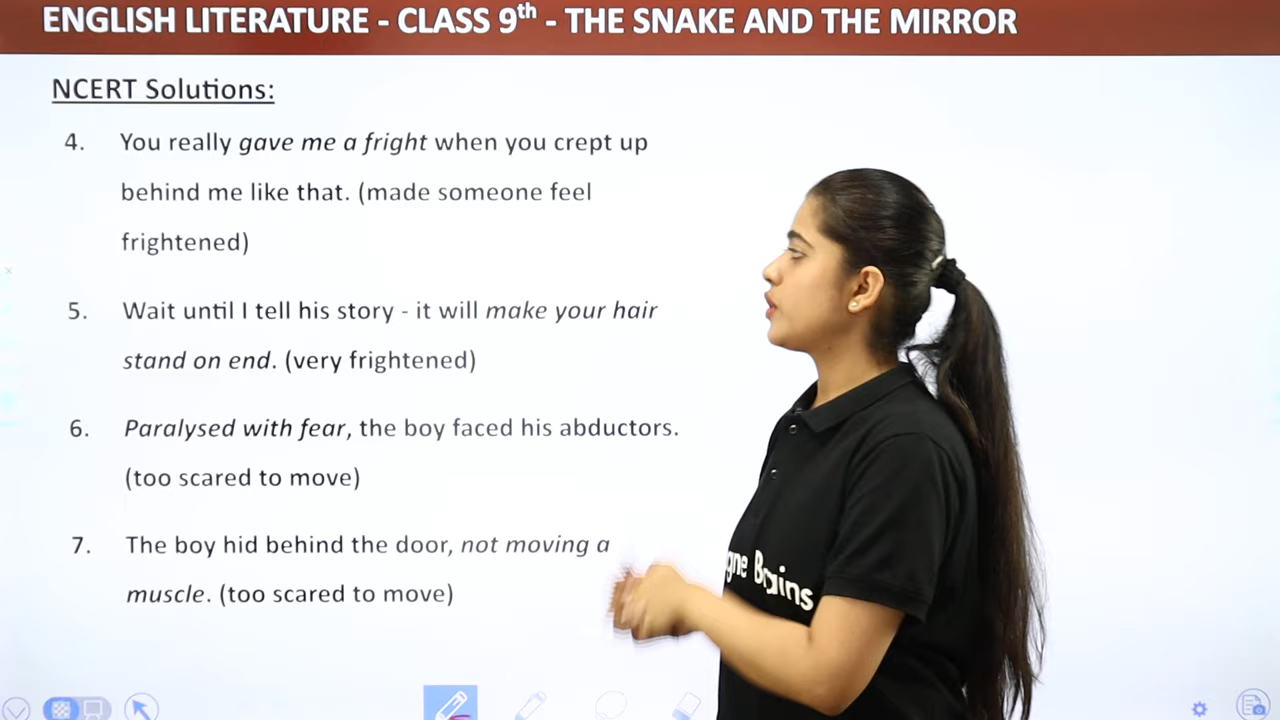 ENGLISH LITERATURE - CLASS 9th - THE SNAKE AND THE MIRROR
NCERT Solutions:
4. You really gave me a fright when you crept up
behind me like that. (made someone feel
frightened)
5. Wait until I tell his story - it will make your hair
stand on end. (very frightened)
6. Paralysed with fear, the boy faced his abductors.
(too scared to move)
7. The boy hid behind the door, not moving a
muscle. (too scared to move)